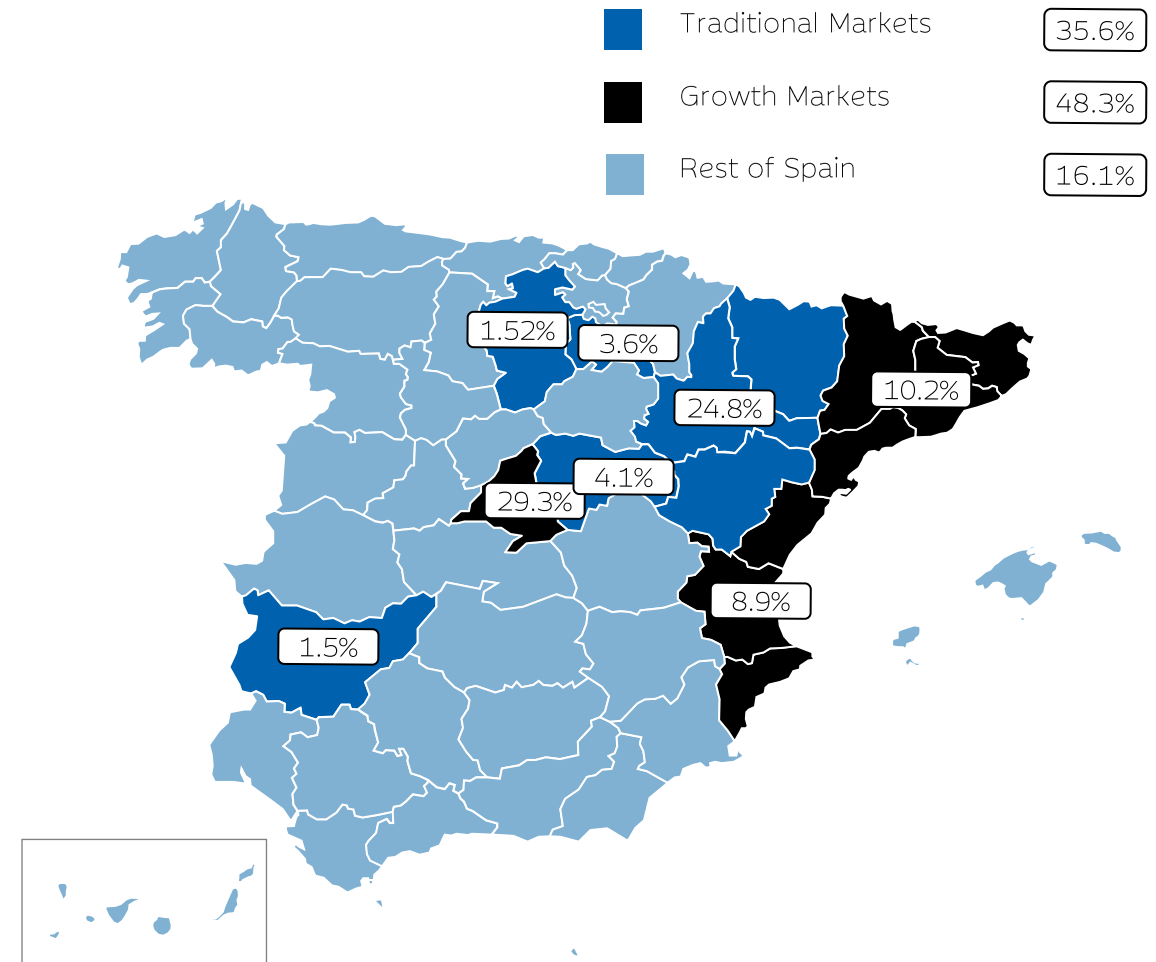 Traditional Markets 35.6%
Growth Markets 48.3%
Rest of Spain 16.1%
1.52%
3.6%
10.2%
24.8%
4.1%
29.3%
8.9%
1.5%